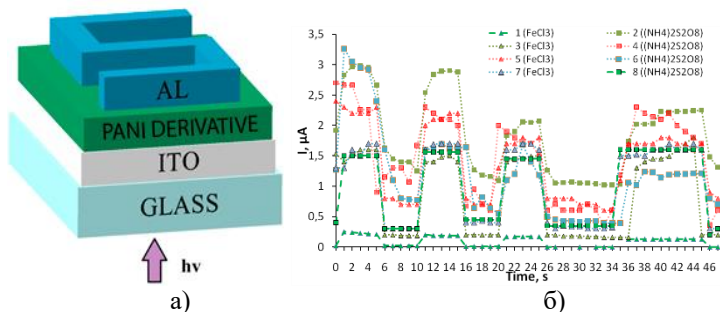 AL
PANI DERIVATIVE
ITO
GLASS
hv
а)
I, μA
3,5
3
2,5
2
1,5
1
0,5
0
0 2 4 6 8 10 12 14 16 18 20 22 24 26 28 30 32 34 36 38 40 42 44 46
Time, s
1 (FeCl3) 2 ((NH4)2S2O8)
3 (FeCl3) 4 ((NH4)2S2O8)
5 (FeCl3) 6 ((NH4)2S2O8)
7 (FeCl3) 8 ((NH4)2S2O8)
б)